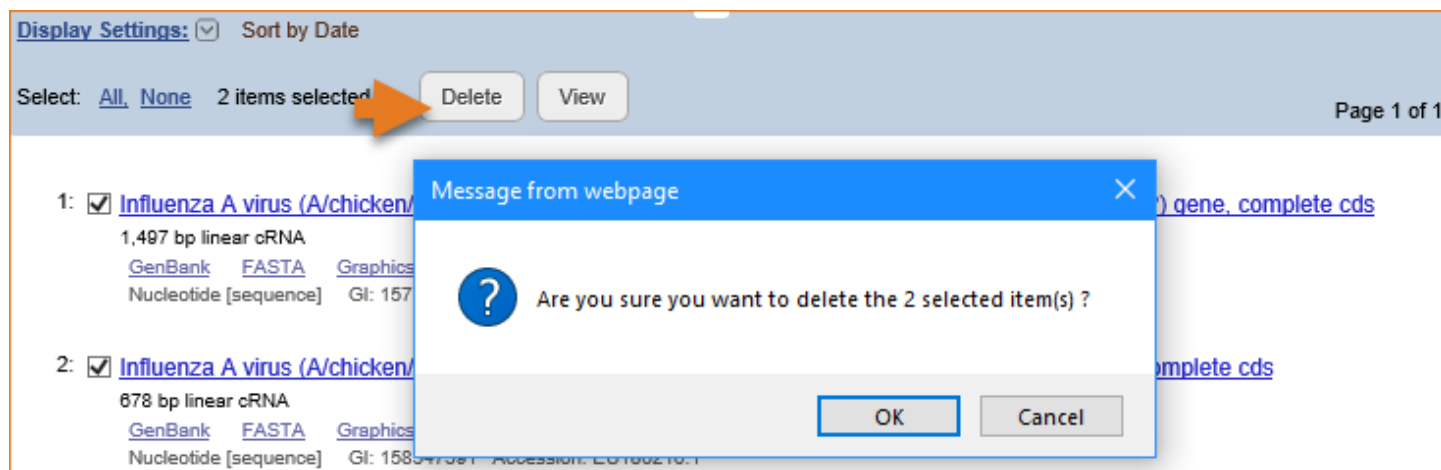 Display Settings: Sort by Date
Select: All, None 2 items selected Delete View
Page 1 of 1
Message from webpage
Are you sure you want to delete the 2 selected item(s) ?
OK Cancel
1: Influenza A virus (A/chicken/ ) gene, complete cds
1,497 bp linear cRNA
GenBank FASTA Graphics
Nucleotide [sequence] GI: 157
2: Influenza A virus (A/chicken/ complete cds
678 bp linear cRNA
GenBank FASTA Graphics
Nucleotide [sequence] GI: 158547591 Accession: